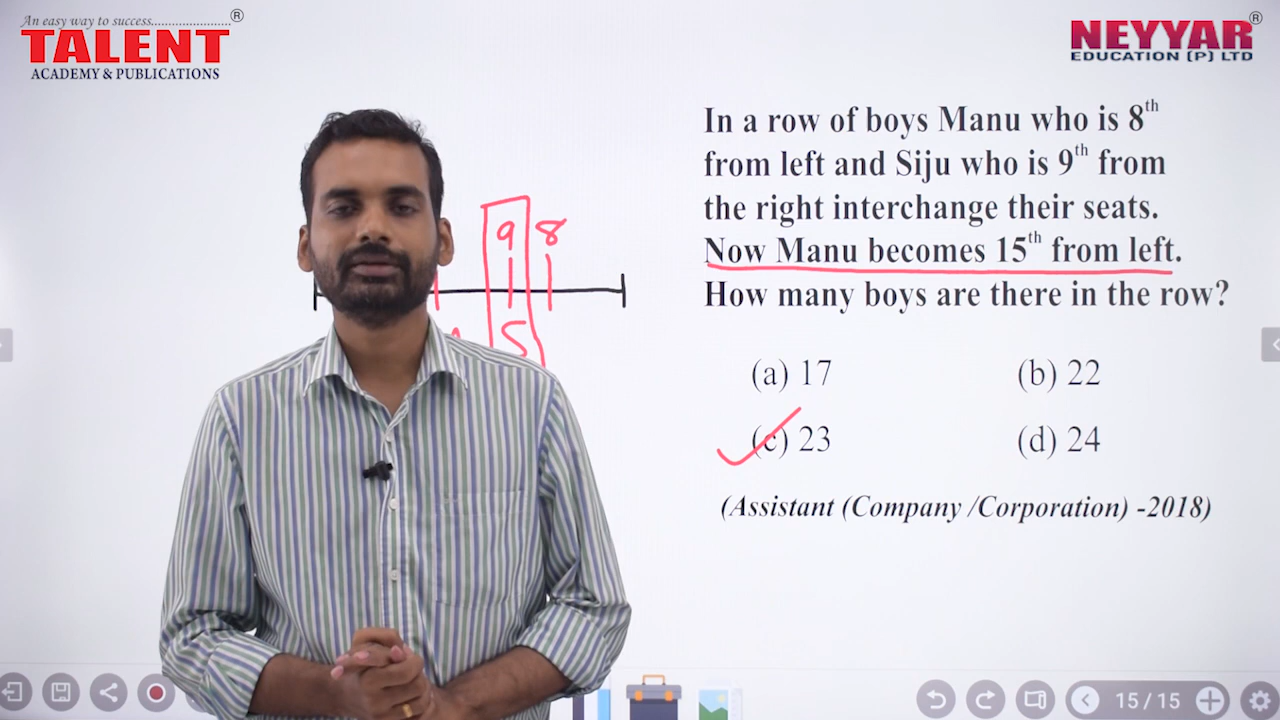 An easy way to success........................®
TALENT
ACADEMY & PUBLICATIONS
NEYYAR®
EDUCATION (P) LTD
In a row of boys Manu who is 8th
from left and Siju who is 9th from
the right interchange their seats.
Now Manu becomes 15th from left.
How many boys are there in the row?
(a) 17 (b) 22
(c) 23 (d) 24
(Assistant (Company /Corporation) -2018)
9 8
S
15/15